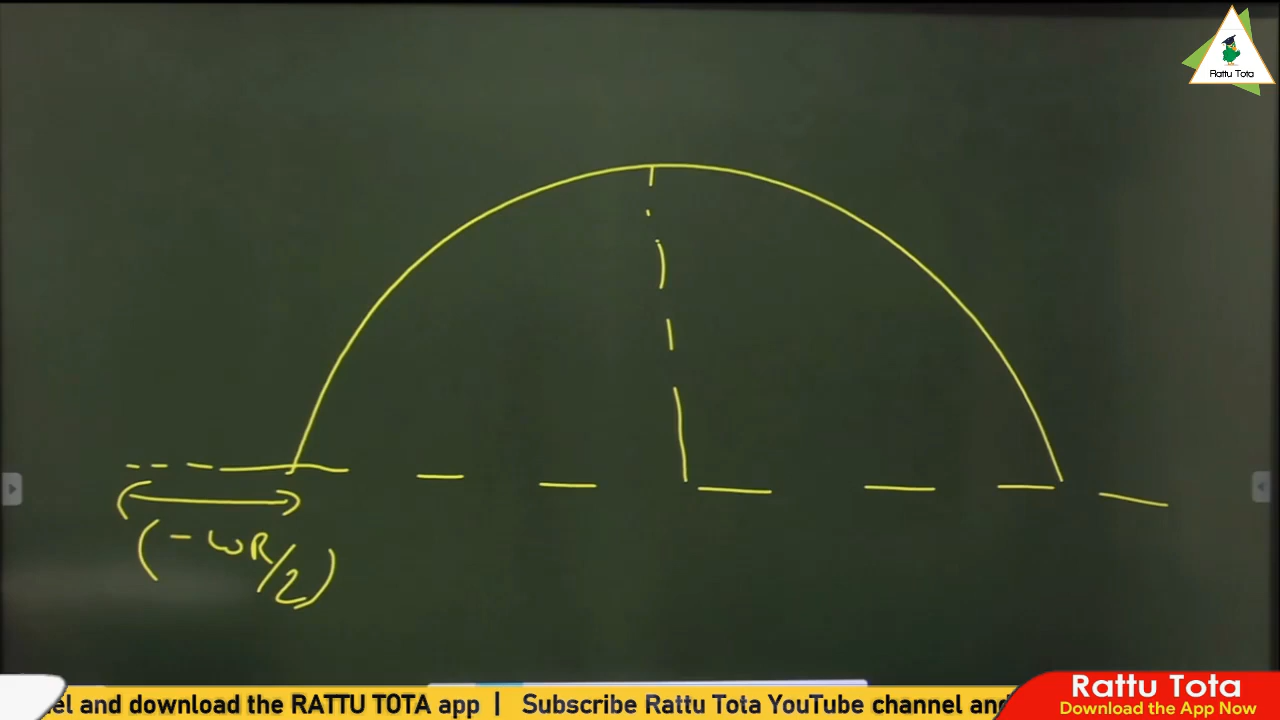 Rattu Tota
(-ωR/2)
el and download the RATTU TOTA app | Subscribe Rattu Tota YouTube channel and
Rattu Tota
Download the App Now